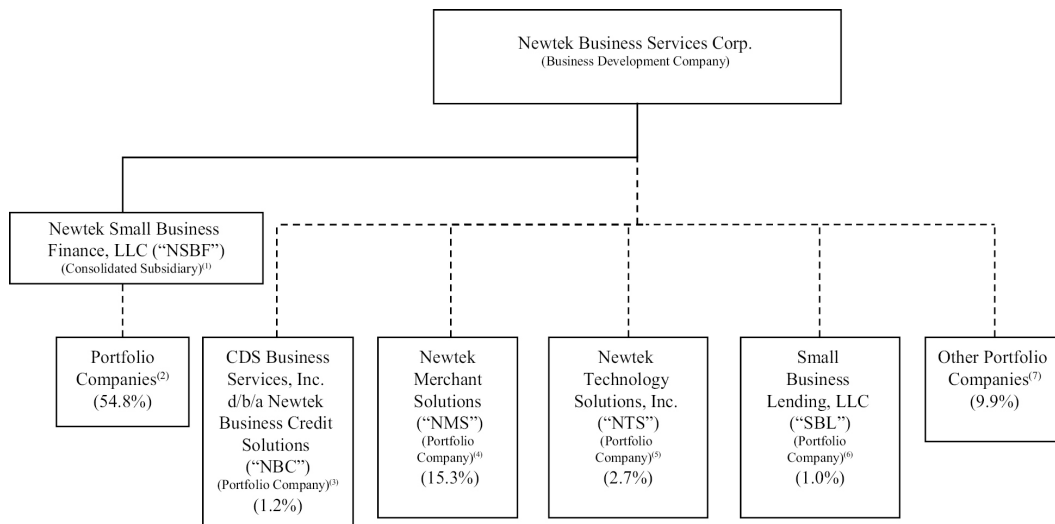 Newtek Business Services Corp.
(Business Development Company)
Newtek Small Business
Finance, LLC (“NSBF”)
(Consolidated Subsidiary)(1)
Portfolio
Companies(2)
(54.8%)
CDS Business
Services, Inc.
d/b/a Newtek
Business Credit
Solutions
(“NBC”)
(Portfolio Company)(3)
(1.2%)
Newtek
Merchant
Solutions
(“NMS”)
(Portfolio
Company)(4)
(15.3%)
Newtek
Technology
Solutions, Inc.
(“NTS”)
(Portfolio
Company)(5)
(2.7%)
Small
Business
Lending, LLC
(“SBL”)
(Portfolio
Company)(6)
(1.0%)
Other Portfolio
Companies(7)
(9.9%)